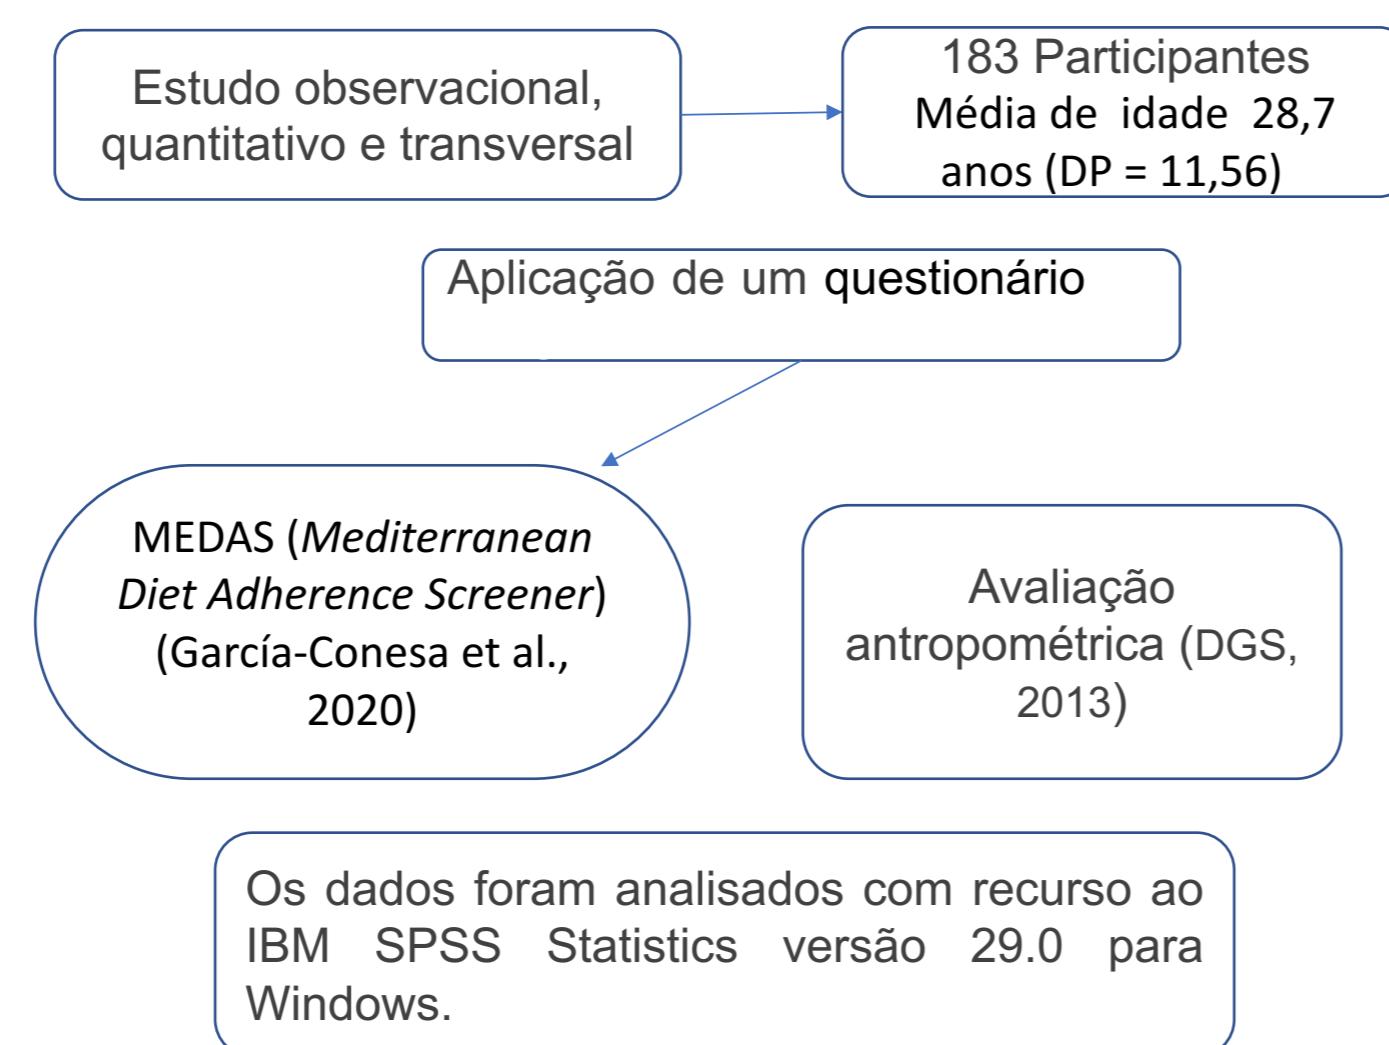 Estudo observacional,
quantitativo e transversal
183 Participantes
Média de idade 28,7
anos (DP = 11,56)
Aplicação de um questionário
MEDAS (Mediterranean
Diet Adherence Screener)
(García-Conesa et al.,
2020)
Avaliação
antropométrica (DGS,
2013)
Os dados foram analisados com recurso ao
IBM SPSS Statistics versão 29.0 para
Windows.